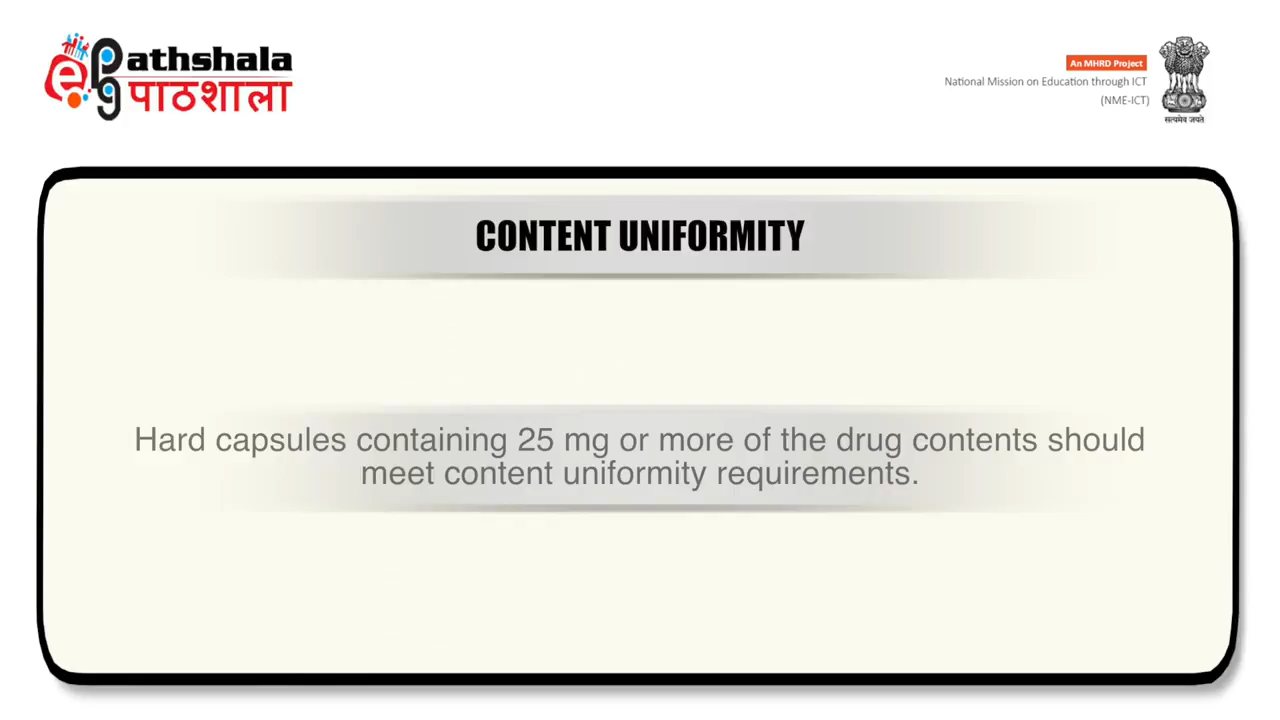 ePathshala
पाठशाला
An MHRD Project
National Mission on Education through ICT
(NME-ICT)
सत्यमेव जयते
CONTENT UNIFORMITY
Hard capsules containing 25 mg or more of the drug contents should
meet content uniformity requirements.